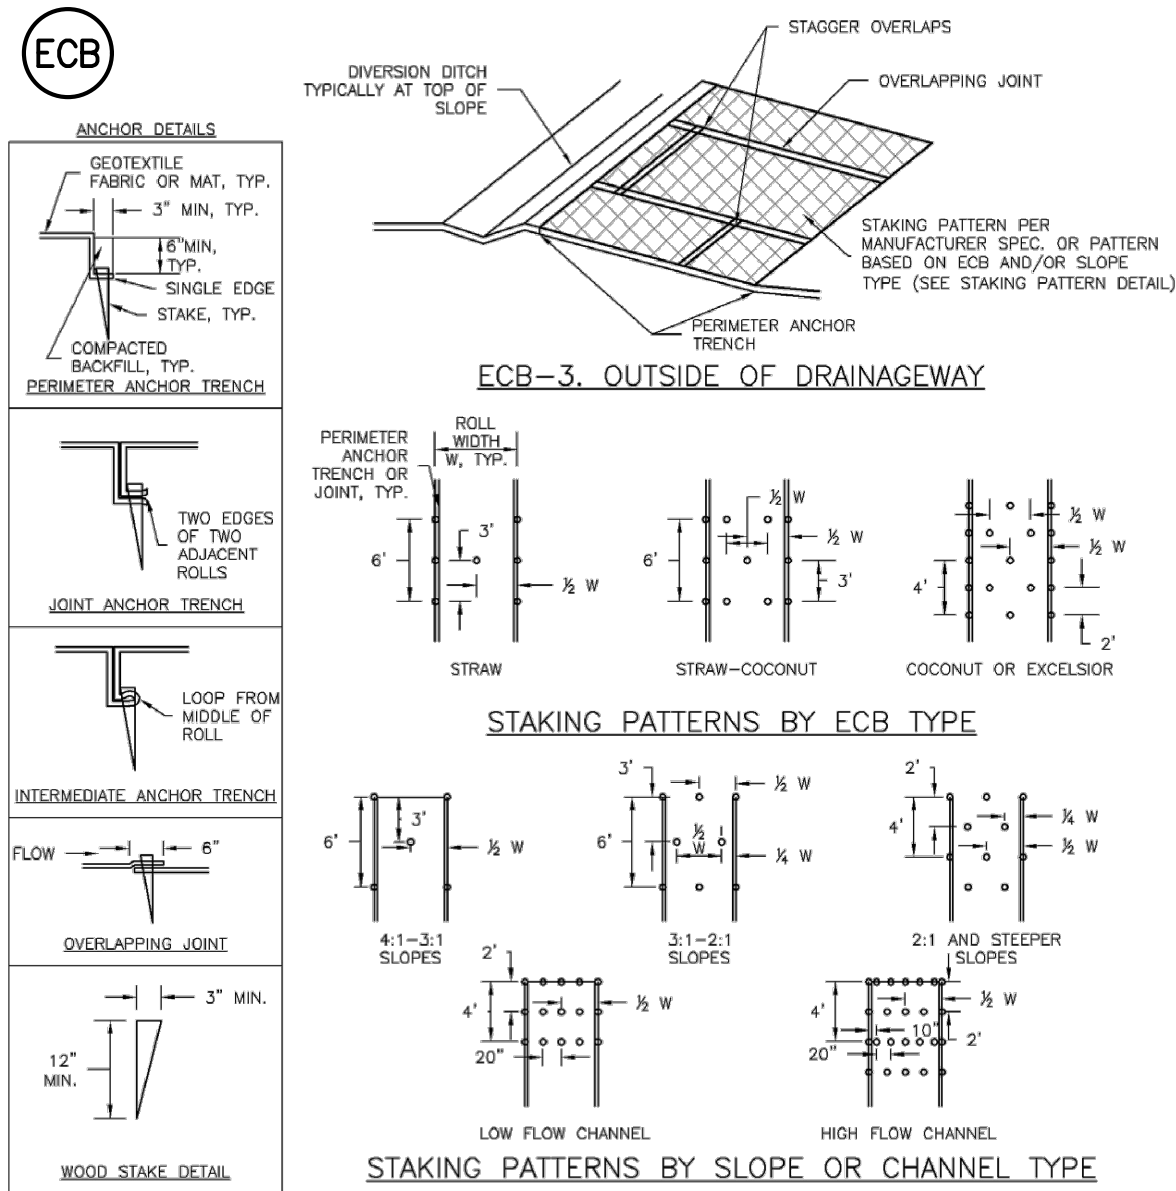 ECB
ANCHOR DETAILS
GEOTEXTILE
FABRIC OR MAT, TYP.
3" MIN, TYP.
6"MIN,
TYP.
SINGLE EDGE
STAKE, TYP.
COMPACTED
BACKFILL, TYP.
PERIMETER ANCHOR TRENCH
TWO EDGES
OF TWO
ADJACENT
ROLLS
JOINT ANCHOR TRENCH
LOOP FROM
MIDDLE OF
ROLL
INTERMEDIATE ANCHOR TRENCH
FLOW
6"
OVERLAPPING JOINT
3" MIN.
12"
MIN.
WOOD STAKE DETAIL
STAGGER OVERLAPS
DIVERSION DITCH
TYPICALLY AT TOP OF
SLOPE
OVERLAPPING JOINT
STAKING PATTERN PER
MANUFACTURER SPEC. OR PATTERN
BASED ON ECB AND/OR SLOPE
TYPE (SEE STAKING PATTERN DETAIL)
PERIMETER ANCHOR
TRENCH
ECB-3. OUTSIDE OF DRAINAGEWAY
PERIMETER
ANCHOR
TRENCH OR
JOINT, TYP.
ROLL
WIDTH
W, TYP.
6'
3'
½ W
STRAW
½ W
½ W
6'
3'
STRAW-COCONUT
½ W
½ W
4'
2'
COCONUT OR EXCELSIOR
STAKING PATTERNS BY ECB TYPE
6'
3'
½ W
4:1-3:1
SLOPES
3'
½ W
6'
½
W
¼ W
3:1-2:1
SLOPES
2'
4'
¼ W
½ W
2:1 AND STEEPER
SLOPES
2'
4'
½ W
20"
LOW FLOW CHANNEL
4'
½ W
10"
2'
20"
HIGH FLOW CHANNEL
STAKING PATTERNS BY SLOPE OR CHANNEL TYPE